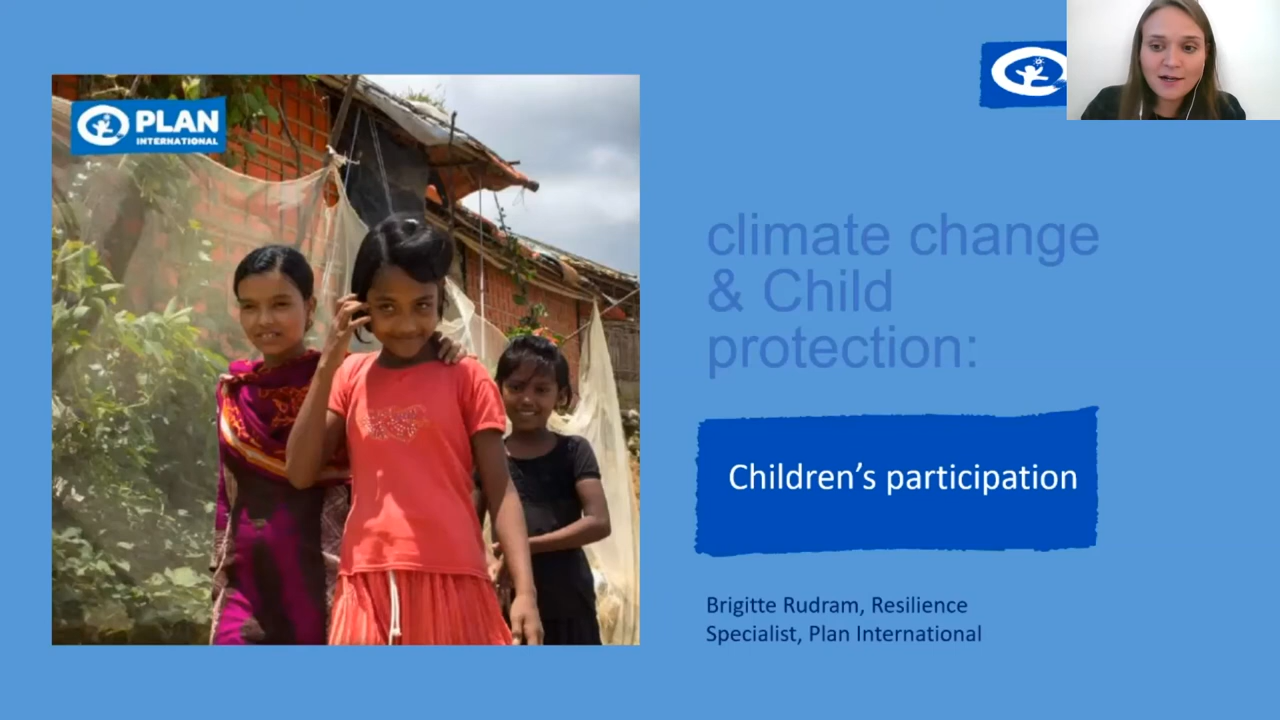 PLAN
INTERNATIONAL
climate change
& Child
protection:
Children’s participation
Brigitte Rudram, Resilience
Specialist, Plan International